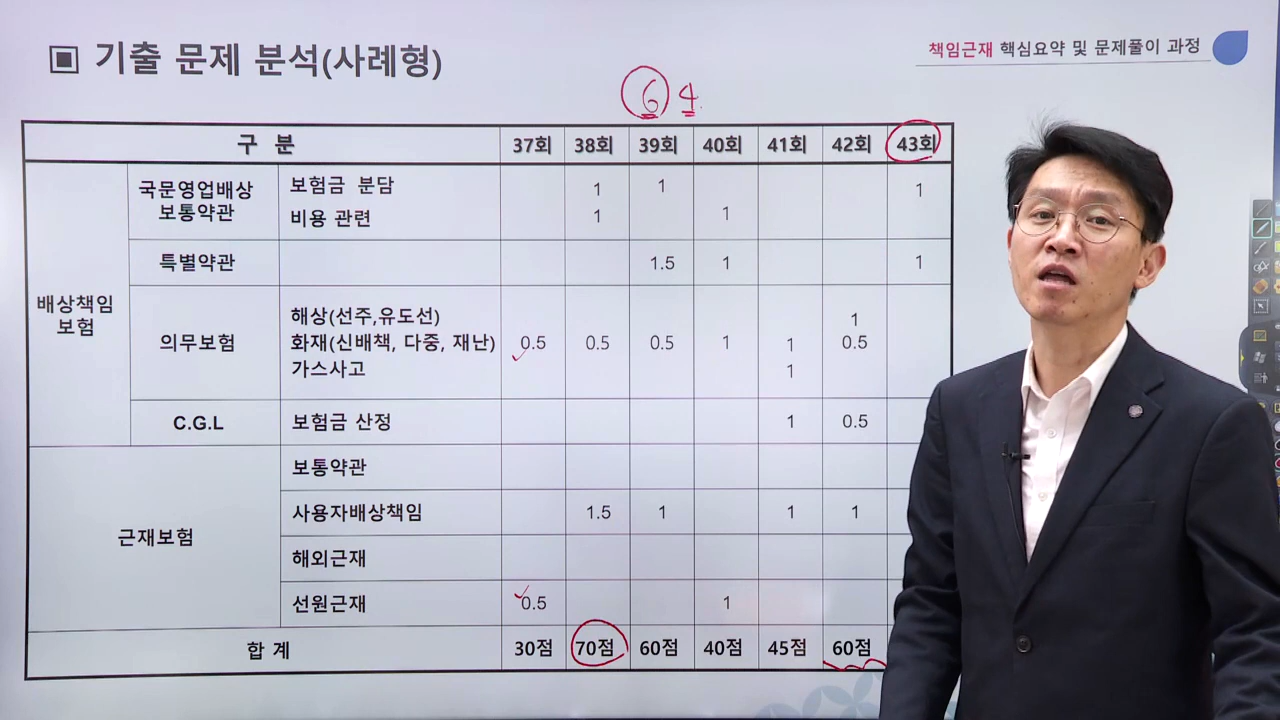 기출 문제 분석(사례형)
책임근재 핵심요약 및 문제풀이 과정
6 4
구 분 37회 38회 39회 40회 41회 42회 43회
배상책임
보험
국문영업배상
보통약관
보험금 분담 1 1 1
비용 관련 1 1
특별약관 1.5 1 1
의무보험
해상(선주,유도선) 1
화재(신배책, 다중, 재난) 0.5 0.5 0.5 1 1 0.5
가스사고 1
C.G.L 보험금 산정 1 0.5
근재보험
보통약관
사용자배상책임 1.5 1 1 1
해외근재
선원근재 0.5 1
합 계 30점 70점 60점 40점 45점 60점